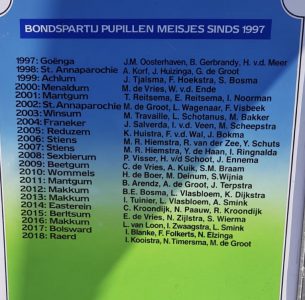 BONDSPARTIJ PUPILLEN MEISJES SINDS 1997
1997: Goënga J.M. Oosterhaven, B. Gerbrandy, H. v.d. Meer
1998: St. Annaparochie A. Korf, J. Huizinga, G. de Groot
1999: Achlum J. Tjalsma, F. Hoekstra, S. Bosma
2000: Menaldum M. de Vries, W. v.d. Ende
2001: Mantgum T. Reitsema, E. Reitsema, I. Noorman
2002: St. Annaparochie M. de Groot, L. Wagenaar, F. Visbeek
2003: Winsum M. Travaille, L. Schotanus, M. Bakker
2004: Franeker J. Salverda, I. v.d. Veen, M. Scheepstra
2005: Reduzem K. Huistra, F. v.d. Wal, J. Bokma
2006: Stiens M. R. Hiemstra, R. van der Zee, Y. Schuts
2007: Stiens M. R. Hiemstra, Y. de Haan, I. Ringnalda
2008: Sexbierum P. Visser, H. v/d Schoot, J. Ennema
2009: Beetgum C. de Vries, A. Kuik, S.M. Braam
2010: Wommels H. de Boer, M. Deinum, S.Wijnia
2011: Mantgum B. Arendz, A. de Groot, J. Terpstra
2012: Makkum B.E. Bosma, L. Vlasbloem, K. Dijkstra
2013: Makkum I. Tuinier, L. Vlasbloem, A. Smink
2014: Easterein C. Kroondijk, N. Paauw, R. Kroondijk
2015: Bertsum E. de Vries, N. Zijlstra, S. Wierma
2016: Makkum L. van Loon, I. Zwaagstra, L. Smink
2017: Bolsward I. Blanke, F. Folkerts, N. Elzinga
2018: Raerd I. Kooistra, N. Timersma, M. de Groot